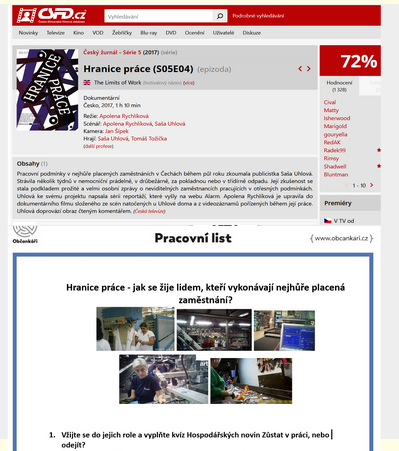 ČSFD.cz
Vyhledávání
Podrobné vyhledávání
Novinky Televize Kino VOD Žebříčky Blu-ray DVD Ocenění Uživatelé Diskuze
Český žurnál - Série 5 (2017) (série)
Hranice práce (S05E04) (epizoda)
The Limits of Work (festivalový název) (více)
Dokumentární
Česko, 2017, 1 h 10 min
Režie: Apolena Rychlíková
Scénář: Apolena Rychlíková, Saša Uhlová
Kamera: Jan Šípek
Hrají: Saša Uhlová, Tomáš Tožička
(další profese)
HRANICE
PRÁCE
72%
Hodnocení
(1 328)
Cival
Matty
Isherwood
Marigold
gouryella
RedAK
Radek99
Rimsy
Shadwell
Bluntman
1 - 10
Premiéry
V TV od
Obsahy (1)
Pracovní podmínky v nejhůře placených zaměstnáních v Čechách během půl roku zkoumala publicistka Saša Uhlová.
Strávila několik týdnů v nemocniční prádelně, v drůbežárně, za pokladnou nebo v třídírně odpadu. Její zkušenost se
stala podkladem prožité a velmi osobní zprávy o neviditelných zaměstnancích pracujících v otřesných podmínkách.
Uhlová ke svému projektu napsala sérii reportáží, které vyšly na webu Alarm. Apolena Rychlíková je upravila do
dokumentárního filmu složeného ze scén natočených u Uhlové doma a z videozáznamů pořízených během její práce.
Uhlová doprovází obraz čteným komentářem. (Česká televize)
Občankáři
Pracovní list
{ www.obcankari.cz }
Hranice práce - jak se žije lidem, kteří vykonávají nejhůře placená
zaměstnání?
1. Vžijte se do jejich role a vyplňte kvíz Hospodářských novin Zůstat v práci, nebo
odejít?